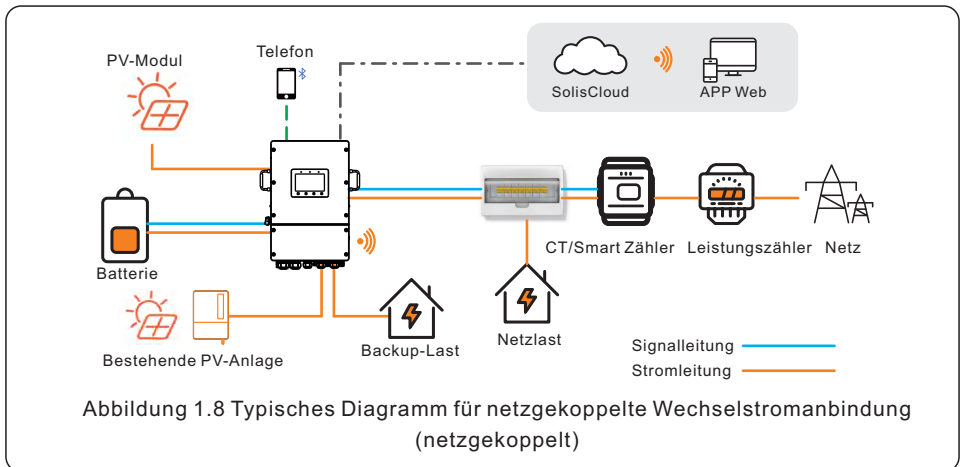 Telefon
PV-Modul
SolisCloud
APP Web
CT/Smart Zähler
Leistungszähler
Netz
Batterie
Bestehende PV-Anlage
Backup-Last
Netzlast
Signalleitung
Stromleitung
Abbildung 1.8 Typisches Diagramm für netzgekoppelte Wechselstromanbindung
(netzgekoppelt)